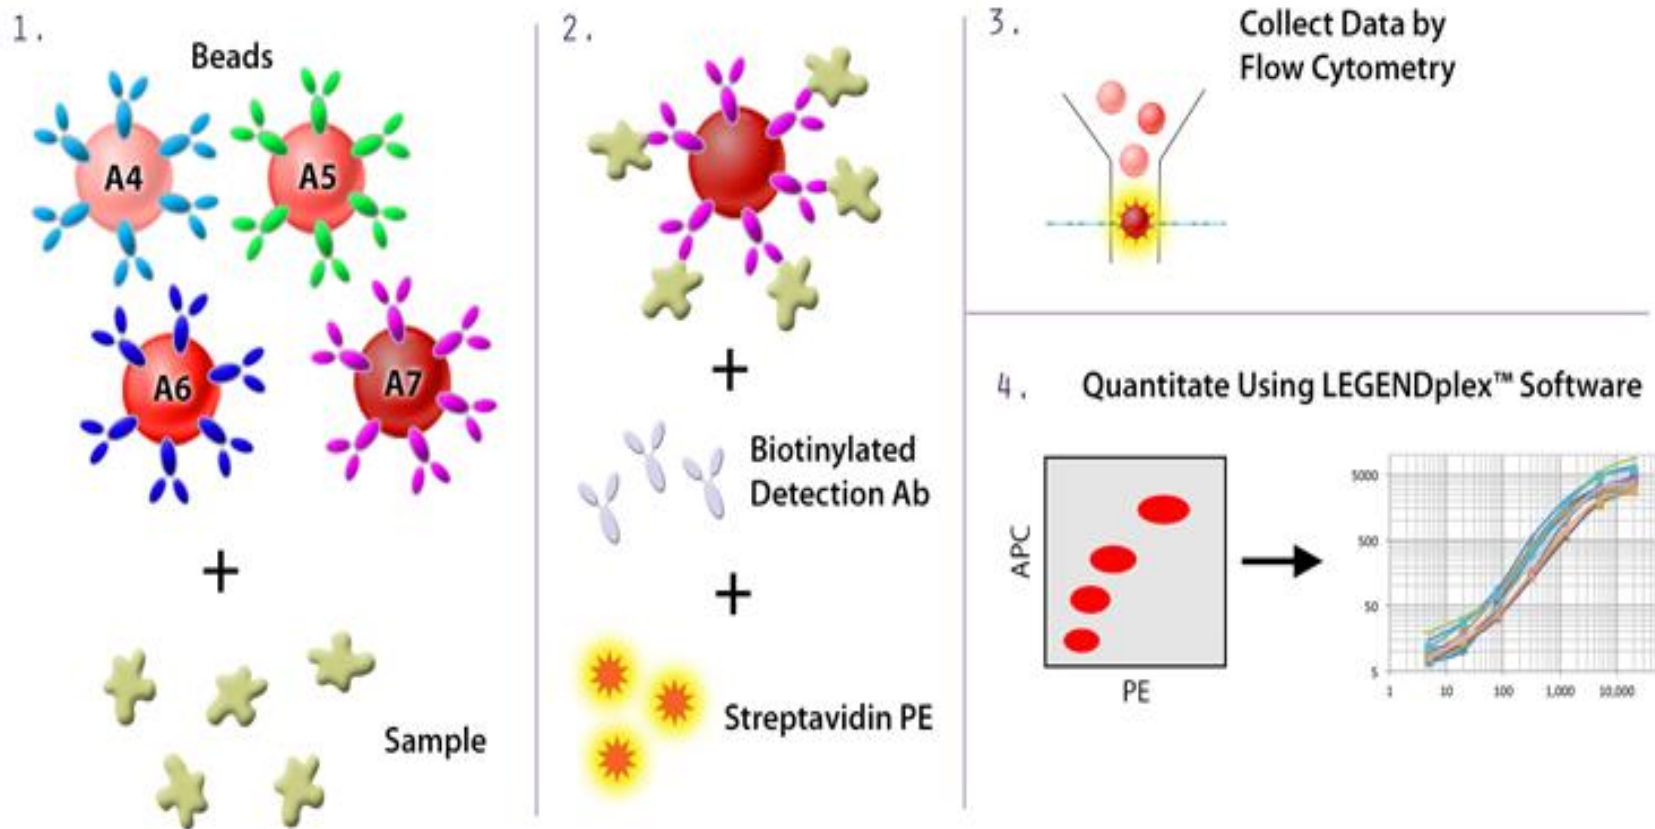 1.
Beads
A4
A5
A6
A7
+
Sample
2.
+
Biotinylated
Detection Ab
+
Streptavidin PE
3.
Collect Data by
Flow Cytometry
4.
Quantitate Using LEGENDplex™ Software
APC
PE
5000
500
50
5
1
10
100
1,000
10,000